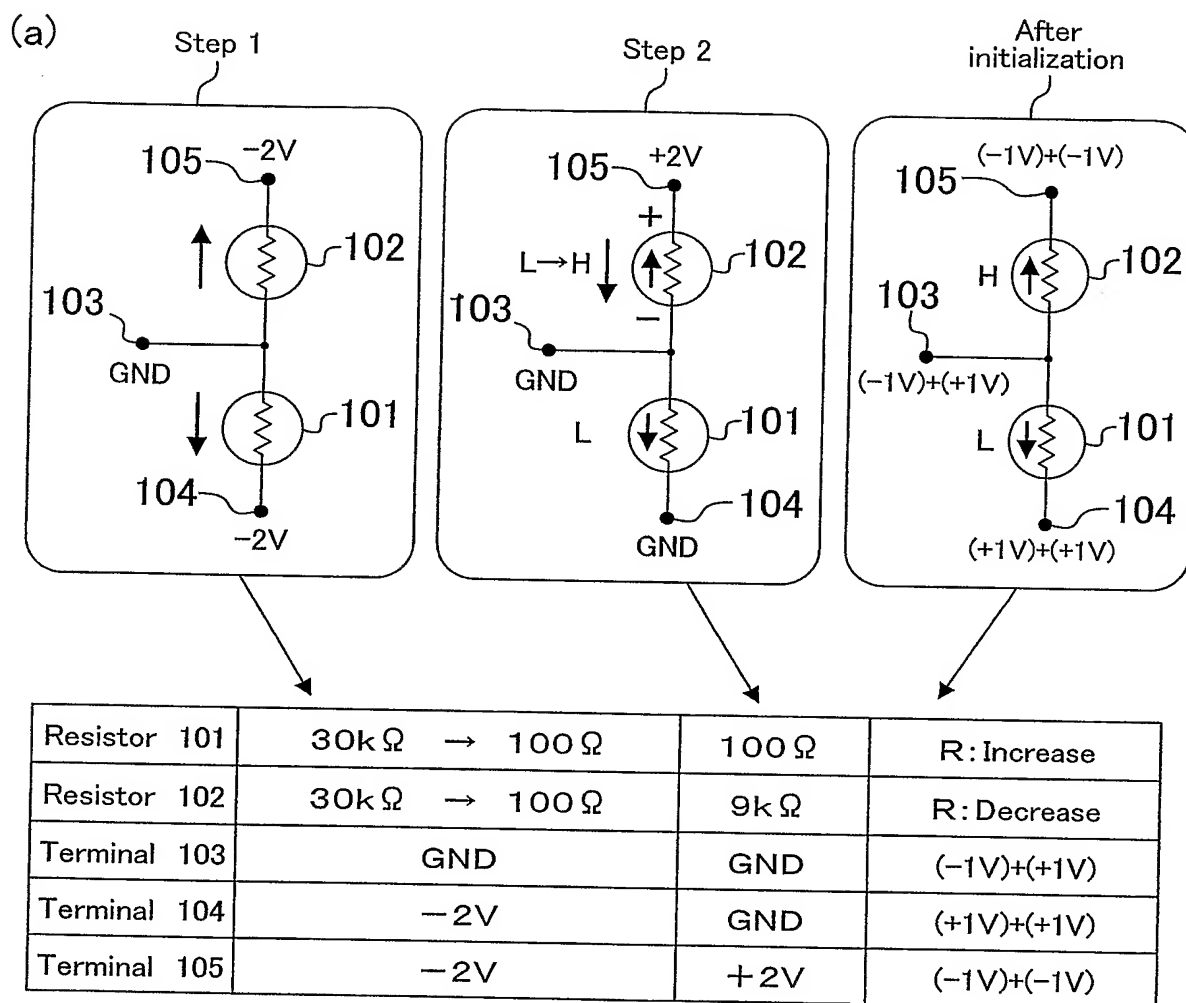 (a)
Step 1
Step 2
After
initialization
-2V
105
102
103
GND
101
104
-2V
+2V
105
+
L→H
102
−
103
GND
L
101
104
GND
(-1V)+(-1V)
105
H
102
103
(-1V)+(+1V)
L
101
104
(+1V)+(+1V)
Resistor 101 30kΩ → 100Ω 100Ω R:Increase
Resistor 102 30kΩ → 100Ω 9kΩ R:Decrease
Terminal 103 GND GND (-1V)+(+1V)
Terminal 104 -2V GND (+1V)+(+1V)
Terminal 105 -2V +2V (-1V)+(-1V)